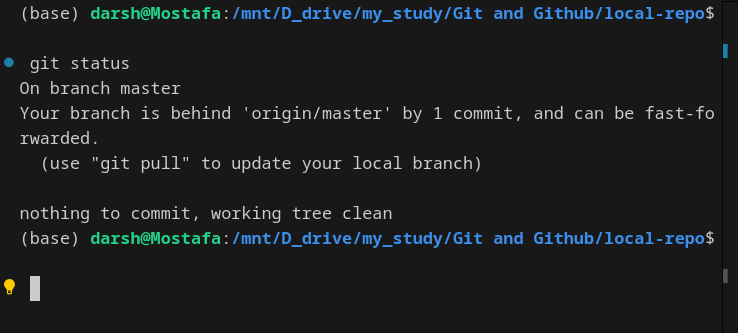 (base) darsh@Mostafa:/mnt/D_drive/my_study/Git and Github/local-repo$
git status
On branch master
Your branch is behind 'origin/master' by 1 commit, and can be fast-fo
rwarded.
(use "git pull" to update your local branch)
nothing to commit, working tree clean
(base) darsh@Mostafa:/mnt/D_drive/my_study/Git and Github/local-repo$